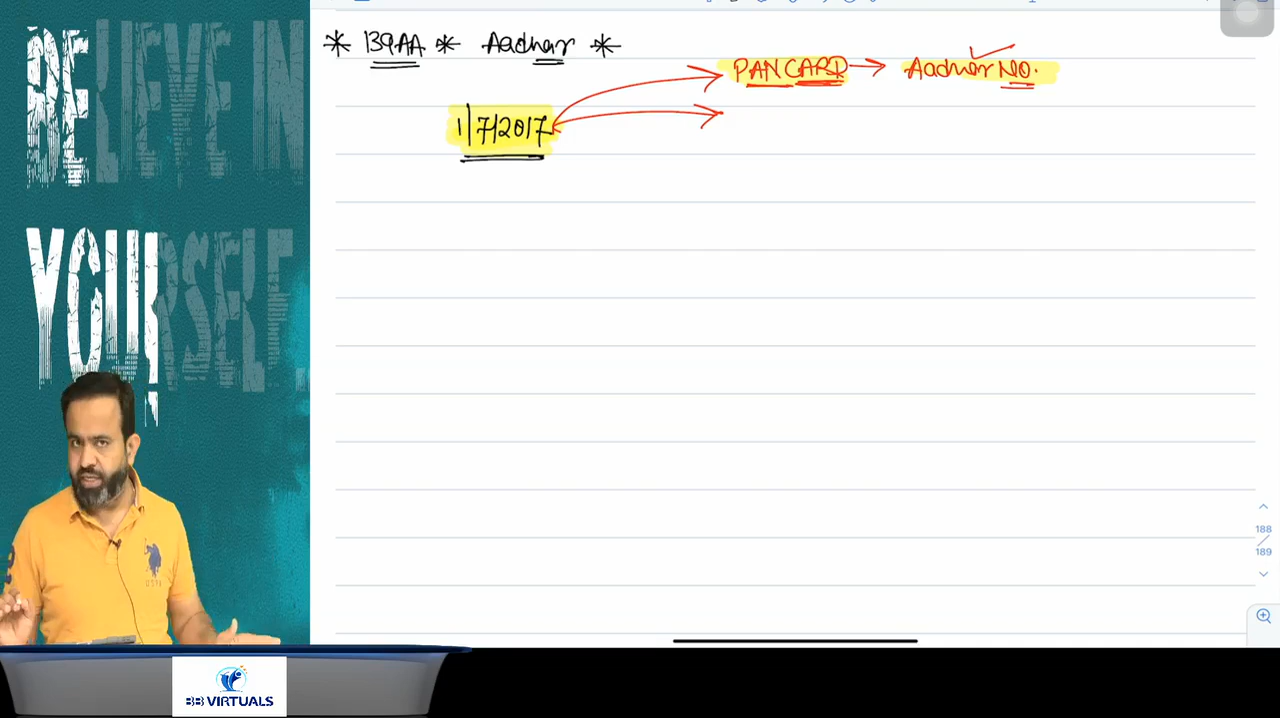 BELIEVE IN
YOURSELF.
* 139AA * Aadhar *
PAN CARD → Aadhar NO.
1/7/2017
188
189
BB VIRTUALS